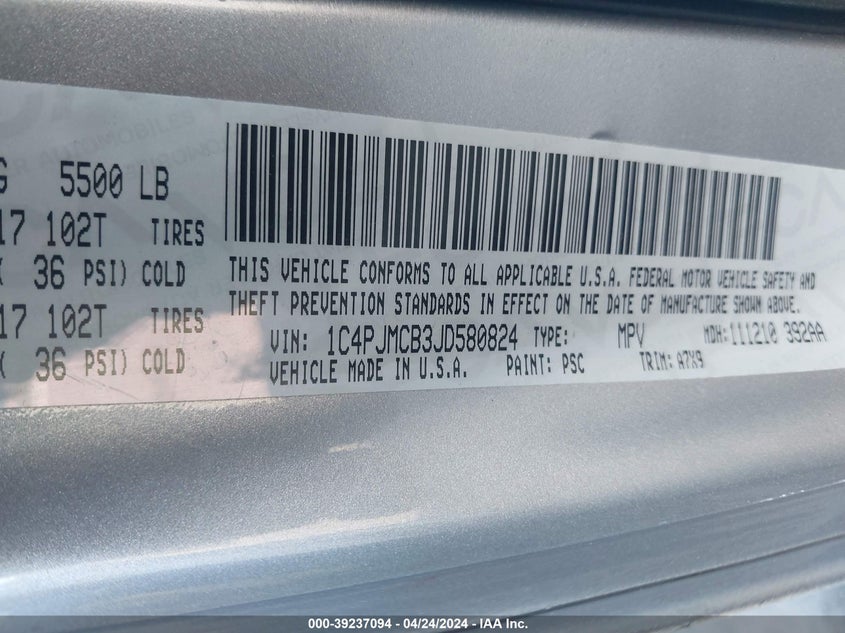 G 5500 LB
17 102T TIRES
( 36 PSI) COLD
17 102T TIRES
( 36 PSI) COLD
THIS VEHICLE CONFORMS TO ALL APPLICABLE U.S.A. FEDERAL MOTOR VEHICLE SAFETY AND
THEFT PREVENTION STANDARDS IN EFFECT ON THE DATE OF MANUFACTURE SHOWN ABOVE.
VIN: 1C4PJMCB3JD580824 TYPE: MPV MDH:111210 392AA
VEHICLE MADE IN U.S.A. PAINT: PSC TRIM: A7X9
000-39237094 - 04/24/2024 - IAA Inc.